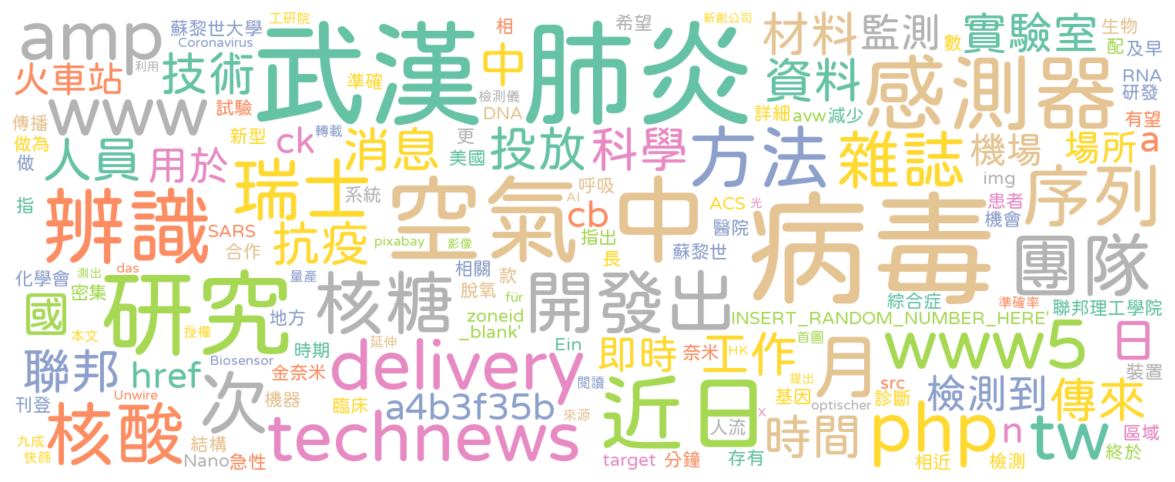 工研院
新創公司
蘇黎世大學
相
希望
生物
Coronavirus
amp
武漢
肺炎
材料
監測
實驗室
數
配
及早
利用
火車站
技術
中
準確
資料
感測器
RNA
研發
檢測儀
DNA
試驗
www
詳細
avw
減少
有望
傳播
做為
新型
ck
轉載
消息
更
投放
科學
方法
雜誌
機場
場所
a
做
人員
用於
美國
瑞士
系統
空氣
中
呼吸
AI
img
序列
指
辨識
cb
ACS
光
患者
機會
病毒
SARS
抗疫
pixabay
影像
指出
醫院
合作
長
蘇黎世
團隊
化學會
測出
das
量產
相關
款
密集
脫氧
für
綜合症
準確率
聯邦理工學院
國
研究
核糖
開發出
zoneid
_blank'
INSERT_RANDOM_NUMBER_HERE'
地方
本文
授權
Ein
首圖
時期
延伸
HK
聯邦
href
Biosensor
delivery
即時
奈米
工作
月
www5
日
金奈米
閱讀
提出
裝置
刊登
Unwire
次
機器
臨床
a4b3f35b
近日
x
基因
src
診斷
檢測到
傳來
核酸
來源
optischer
technews
人流
時間
php
n
tw
區域
九成
快篩
結構
Nano
急性
target
分鐘
存有
相近
檢測
終於